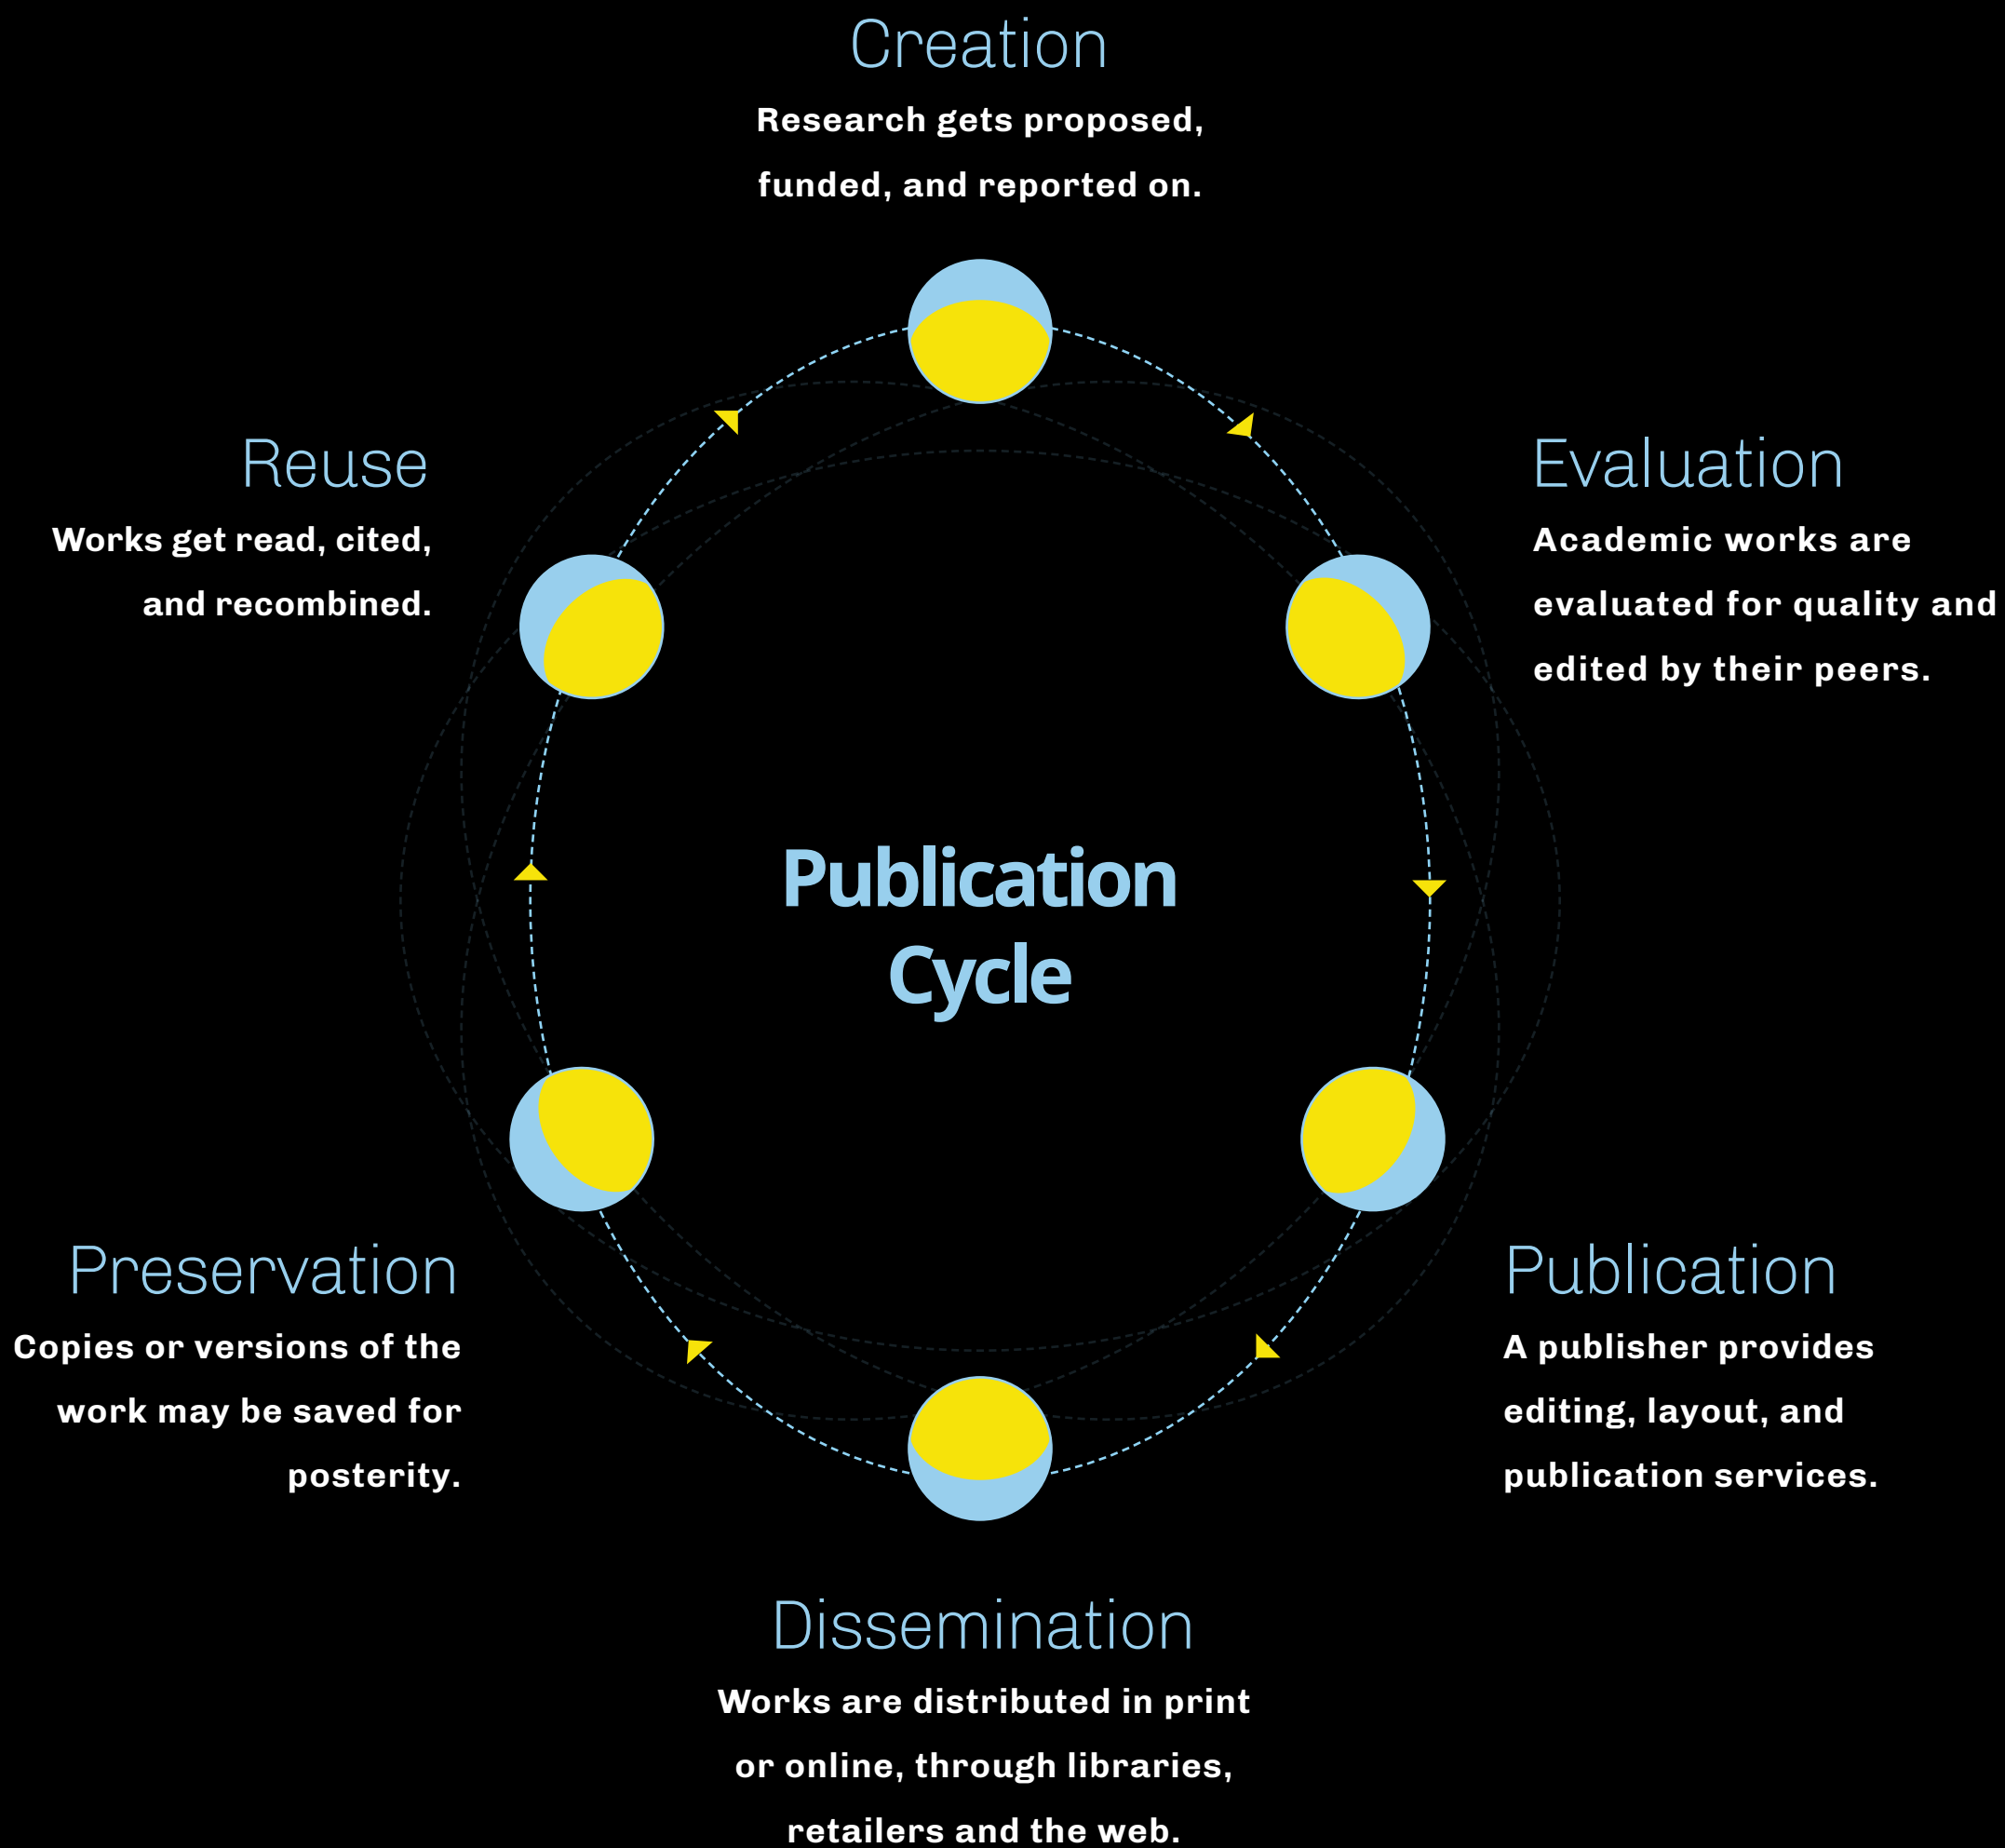 Creation
Research gets proposed,
funded, and reported on.
Reuse
Works get read, cited,
and recombined.
Evaluation
Academic works are
evaluated for quality and
edited by their peers.
Publication
Cycle
Preservation
Copies or versions of the
work may be saved for
posterity.
Publication
A publisher provides
editing, layout, and
publication services.
Dissemination
Works are distributed in print
or online, through libraries,
retailers and the web.